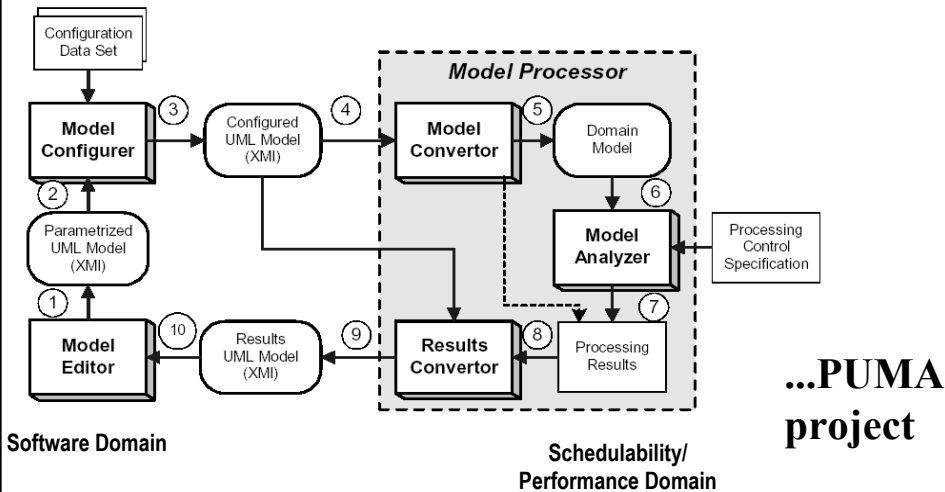 Configuration
Data Set
Model Processor
3
4
5
Model
Configurer
Configured
UML Model
(XMI)
Model
Convertor
Domain
Model
2
6
Parametrized
UML Model
(XMI)
Model
Analyzer
Processing
Control
Specification
1
10
9
8
7
Model
Editor
Results
UML Model
(XMI)
Results
Convertor
Processing
Results
...PUMA
project
Software Domain
Schedulability/
Performance Domain